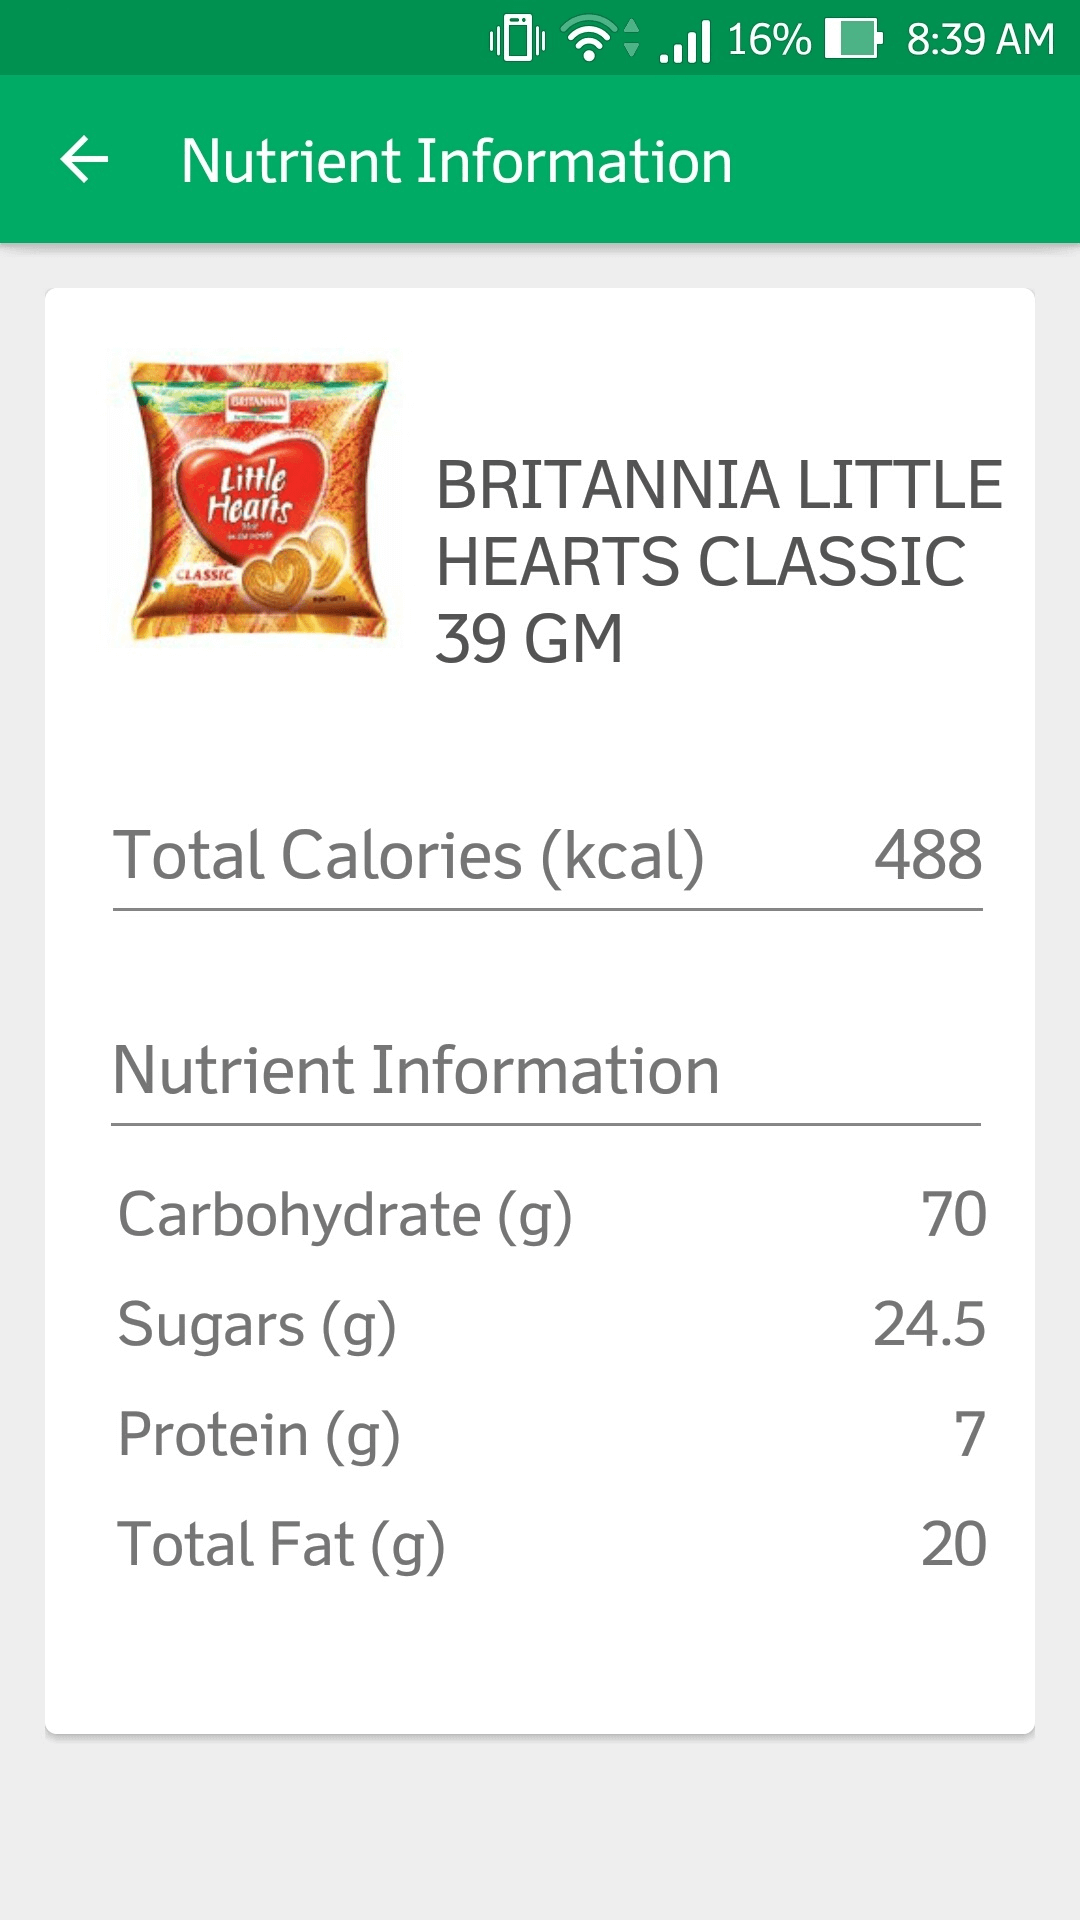 16% 8:39 AM
Nutrient Information
BRITANNIA
Little
Hearts
CLASSIC
BRITANNIA LITTLE
HEARTS CLASSIC
39 GM
Total Calories (kcal) 488
Nutrient Information
Carbohydrate (g) 70
Sugars (g) 24.5
Protein (g) 7
Total Fat (g) 20